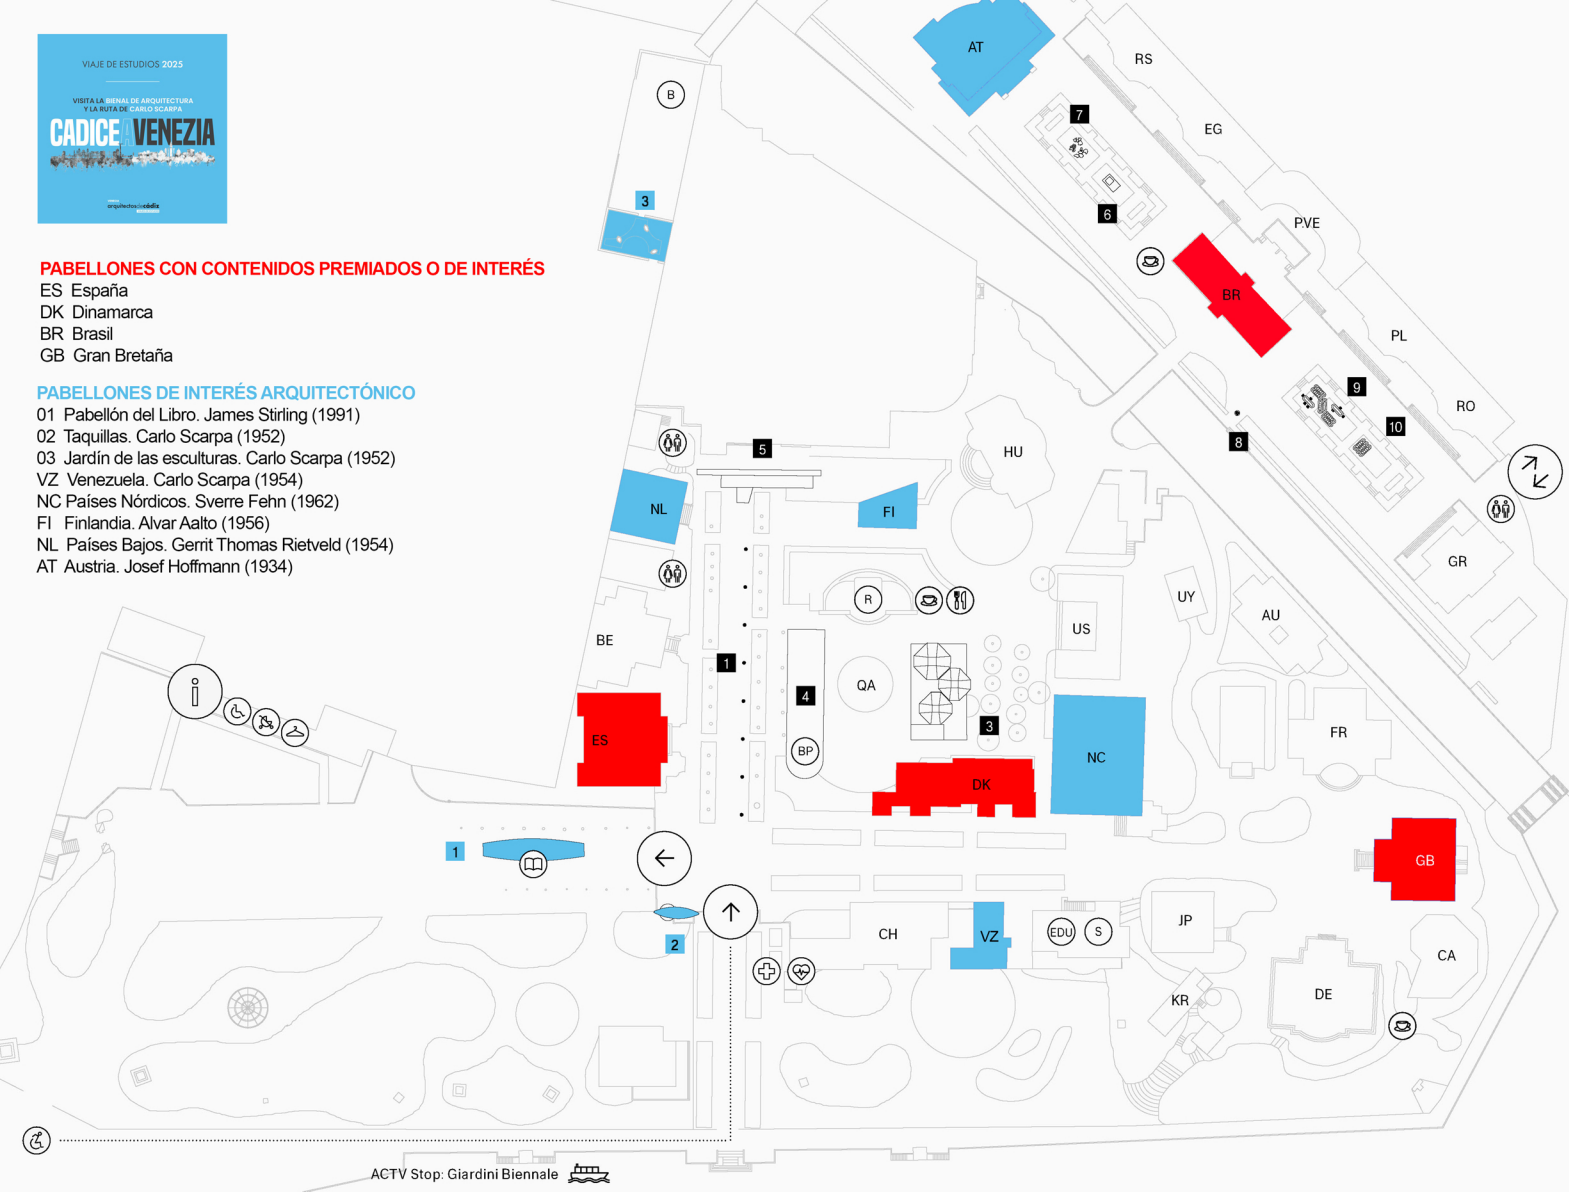 VIAJE DE ESTUDIOS 2025
VISITA LA BIENAL DE ARQUITECTURA
Y LA RUTA DE CARLO SCARPA
CADICE A VENEZIA
arquitectosdecádiz
PABELLONES CON CONTENIDOS PREMIADOS O DE INTERÉS
ES España
DK Dinamarca
BR Brasil
GB Gran Bretaña
PABELLONES DE INTERÉS ARQUITECTÓNICO
01 Pabellón del Libro. James Stirling (1991)
02 Taquillas. Carlo Scarpa (1952)
03 Jardín de las esculturas. Carlo Scarpa (1952)
VZ Venezuela. Carlo Scarpa (1954)
NC Países Nórdicos. Sverre Fehn (1962)
FI Finlandia. Alvar Aalto (1956)
NL Países Bajos. Gerrit Thomas Rietveld (1954)
AT Austria. Josef Hoffmann (1934)
AT
RS
B
7
EG
3
6
P.VE
BR
PL
9
RO
10
8
5
HU
NL
FI
GR
R
UY
BE
US
AU
1
QA
4
i
3
FR
ES
BP
NC
DK
1
GB
2
CH
VZ
EDU
S
JP
CA
DE
KR
ACTV Stop: Giardini Biennale